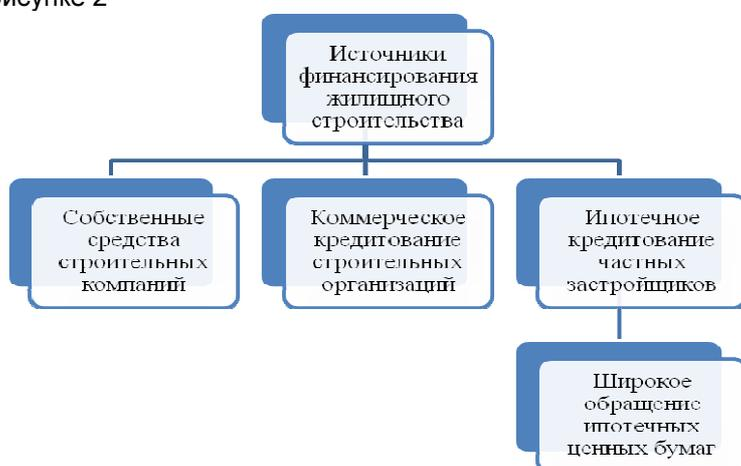 рисунке 2
Источники
финансирования
жилищного
строительства
Собственные
средства
строительных
компаний
Коммерческое
кредитование
строительных
организаций
Ипотечное
кредитование
частных
застройщиков
Широкое
обращение
ипотечных
ценных бумаг